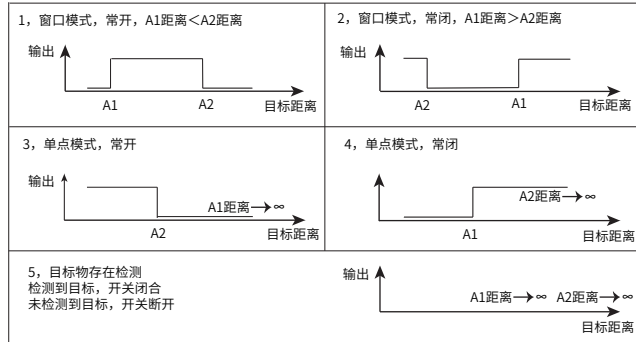 1，窗口模式，常开，A1距离＜A2距离
输出
A1
A2
目标距离
2，窗口模式，常闭，A1距离＞A2距离
输出
A2
A1
目标距离
3，单点模式，常开
输出
A1距离→∞
A2
目标距离
4，单点模式，常闭
A2距离→∞
A1
目标距离
5，目标物存在检测
检测到目标，开关闭合
未检测到目标，开关断开
输出
A1距离→∞ A2距离→∞
目标距离